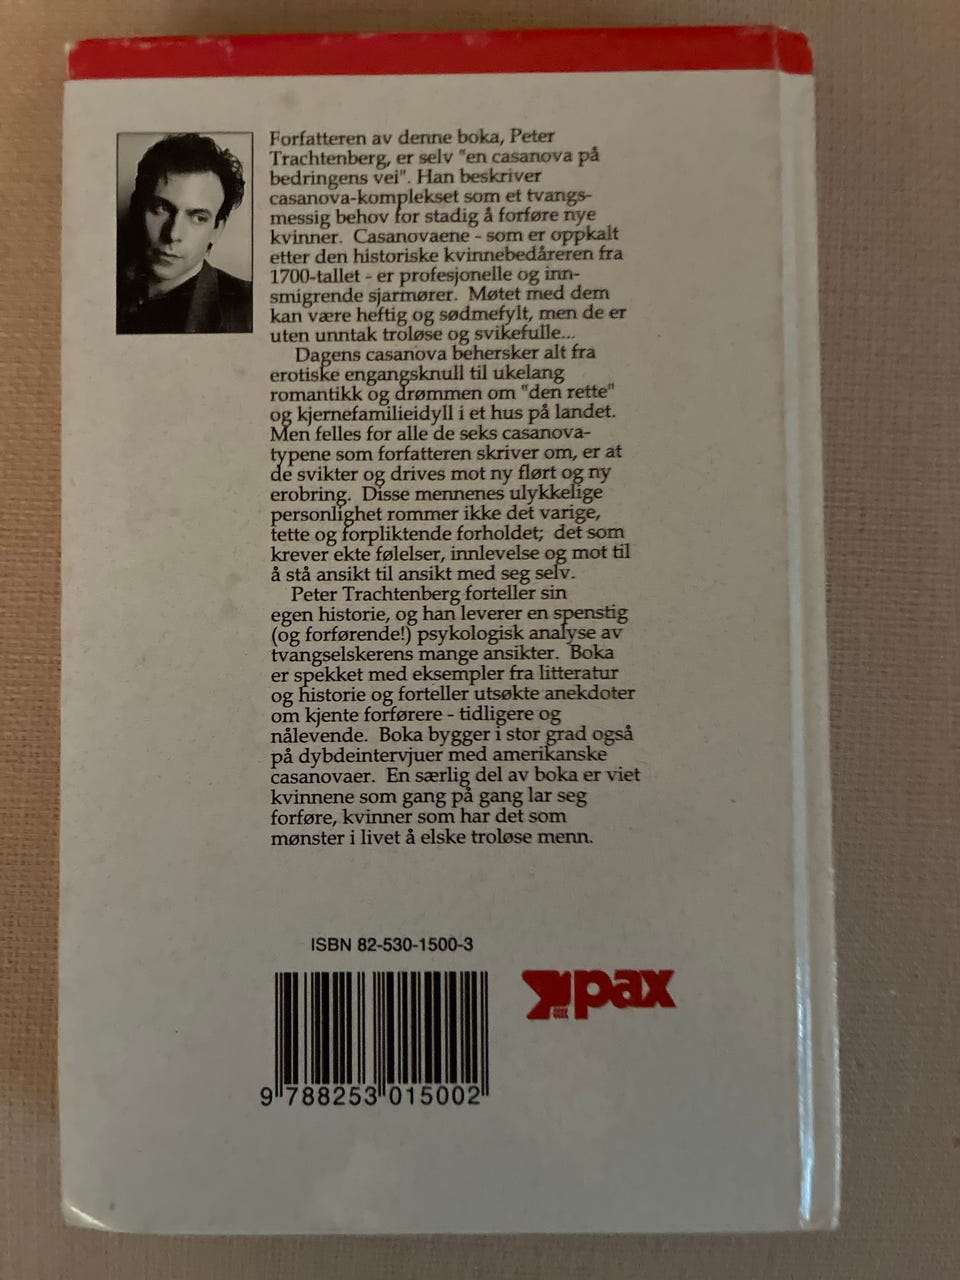 Forfatteren av denne boka, Peter
Trachtenberg, er selv "en casanova på
bedringens vei". Han beskriver
casanova-komplekset som et tvangs-
messig behov for stadig å forføre nye
kvinner. Casanovaene - som er oppkalt
etter den historiske kvinnebedåreren fra
1700-tallet - er profesjonelle og inn-
smigrende sjarmører. Møtet med dem
kan være heftig og sødmefylt, men de er
uten unntak troløse og svikefulle...
Dagens casanova behersker alt fra
erotiske engangsknull til ukelang
romantikk og drømmen om "den rette"
og kjernefamilieidyll i et hus på landet.
Men felles for alle de seks casanova-
typene som forfatteren skriver om, er at
de svikter og drives mot ny flørt og ny
erobring. Disse mennenes ulykkelige
personlighet rommer ikke det varige,
tette og forpliktende forholdet; det som
krever ekte følelser, innlevelse og mot til
å stå ansikt til ansikt med seg selv.
Peter Trachtenberg forteller sin
egen historie, og han leverer en spenstig
(og forførende!) psykologisk analyse av
tvangselskerens mange ansikter. Boka
er spekket med eksempler fra litteratur
og historie og forteller utsøkte anekdoter
om kjente forførere - tidligere og
nålevende. Boka bygger i stor grad også
på dybdeintervjuer med amerikanske
casanovaer. En særlig del av boka er viet
kvinnene som gang på gang lar seg
forføre, kvinner som har det som
mønster i livet å elske troløse menn.
ISBN 82-530-1500-3
pax
9 788253 015002